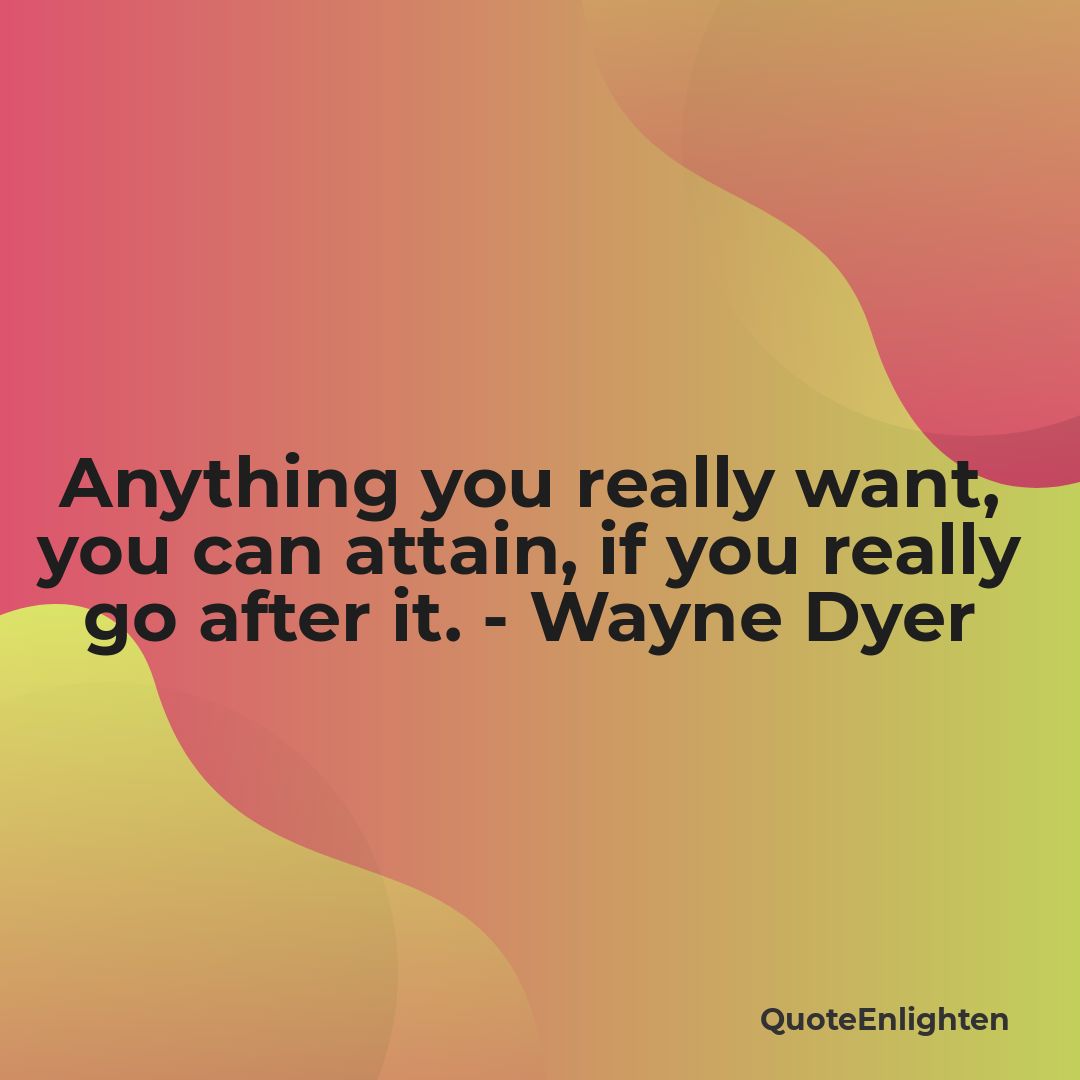 Anything you really want,
you can attain, if you really
go after it. - Wayne Dyer
QuoteEnlighten